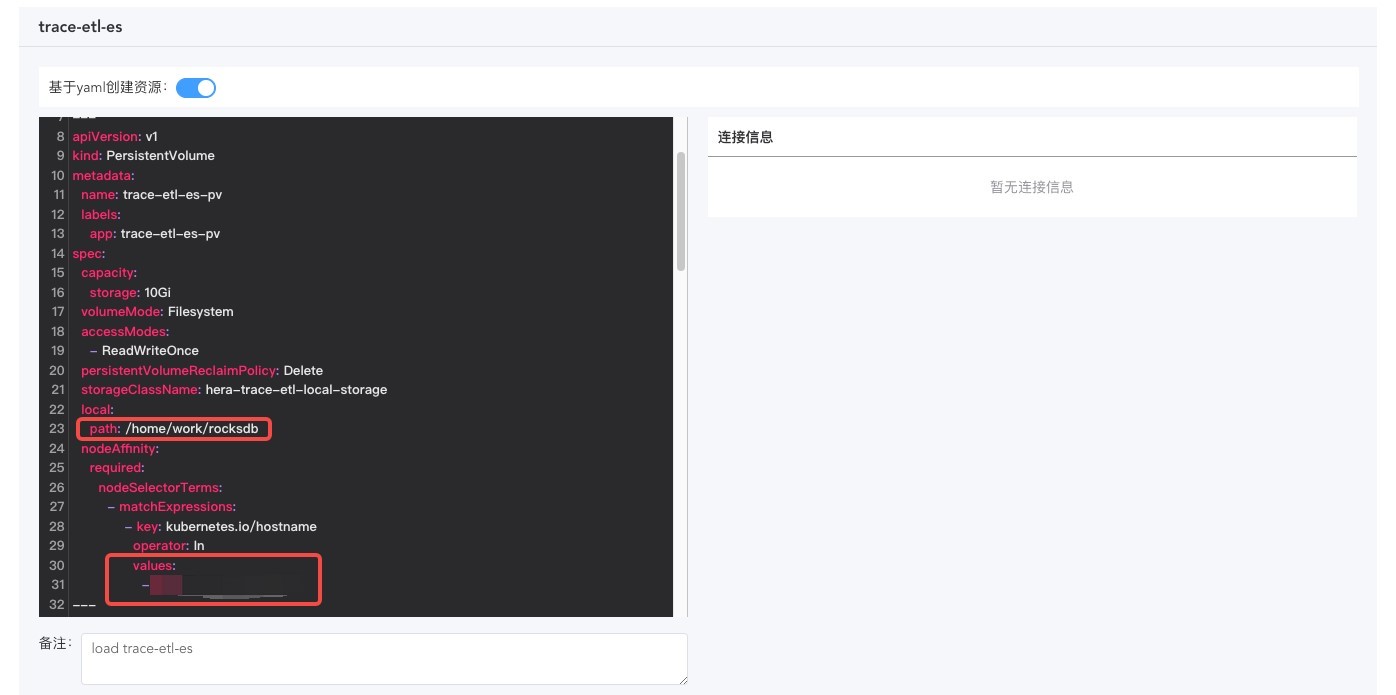 trace-etl-es
基于yaml创建资源:
8 apiVersion: v1
9 kind: PersistentVolume
10 metadata:
11 name: trace-etl-es-pv
12 labels:
13 app: trace-etl-es-pv
14 spec:
15 capacity:
16 storage: 10Gi
17 volumeMode: Filesystem
18 accessModes:
19 - ReadWriteOnce
20 persistentVolumeReclaimPolicy: Delete
21 storageClassName: hera-trace-etl-local-storage
22 local:
23 path: /home/work/rocksdb
24 nodeAffinity:
25 required:
26 nodeSelectorTerms:
27 - matchExpressions:
28 - key: kubernetes.io/hostname
29 operator: In
30 values:
31 -
32 ---
连接信息
暂无连接信息
备注:
load trace-etl-es